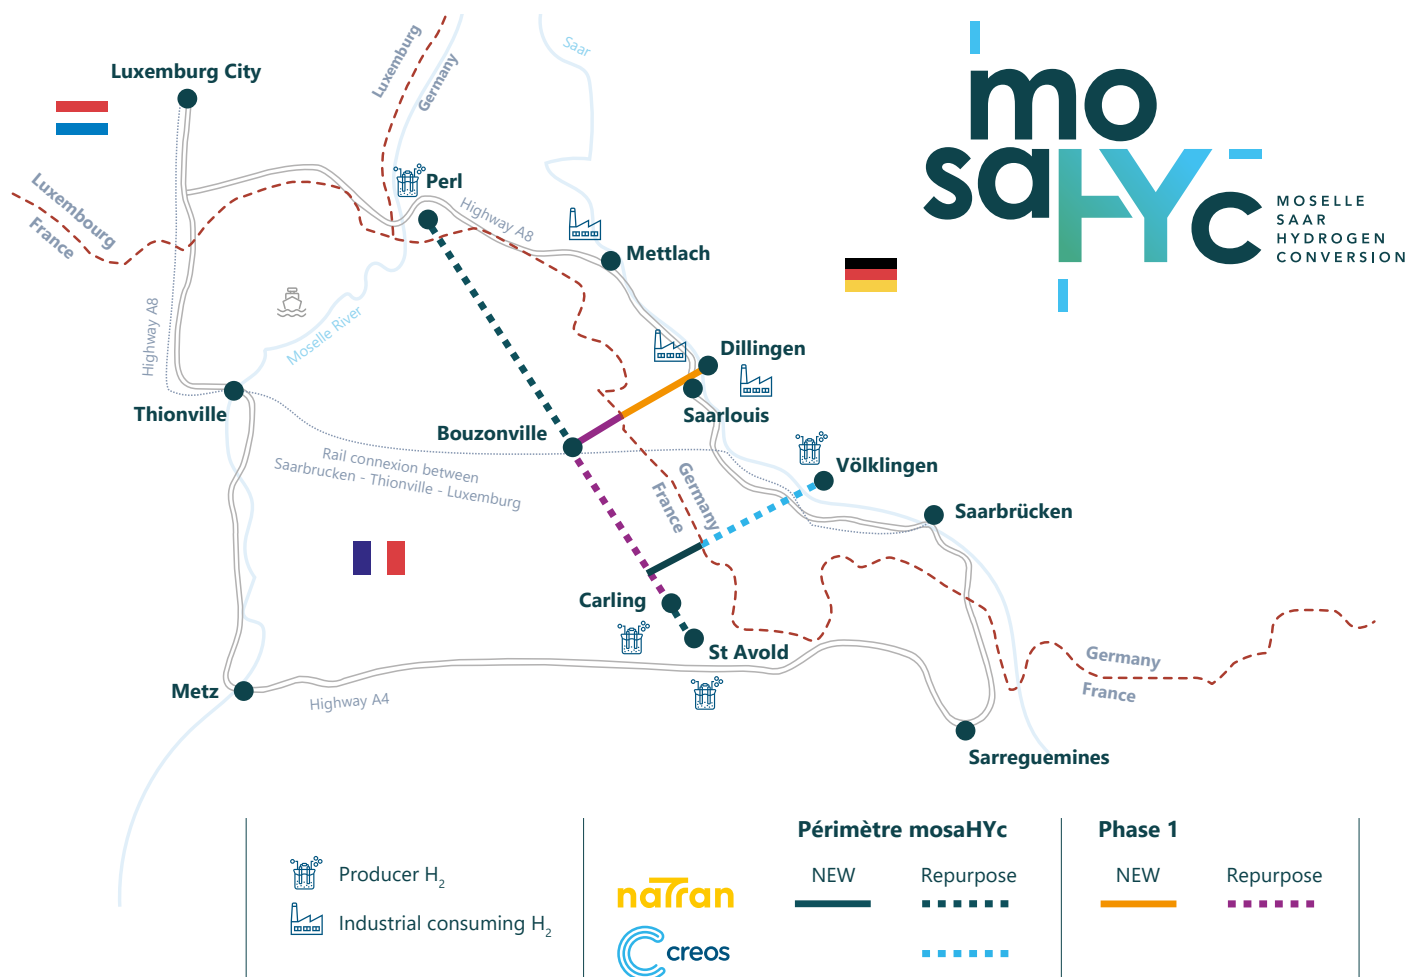 Luxemburg City
Luxemburg
Germany
Saar
mo
saHYc
MOSELLE
SAAR
HYDROGEN
CONVERSION
Luxembourg
France
Perl
Highway A8
Mettlach
Highway A8
Moselle River
Dillingen
Saarlouis
Thionville
Bouzonville
Rail connexion between
Saarbrucken - Thionville - Luxemburg
Germany
France
Völklingen
Saarbrücken
Carling
St Avold
Metz
Highway A4
Germany
France
Sarreguemines
Producer H₂
Industrial consuming H₂
naTran
creos
Périmètre mosaHYc
NEW
Repurpose
Phase 1
NEW
Repurpose